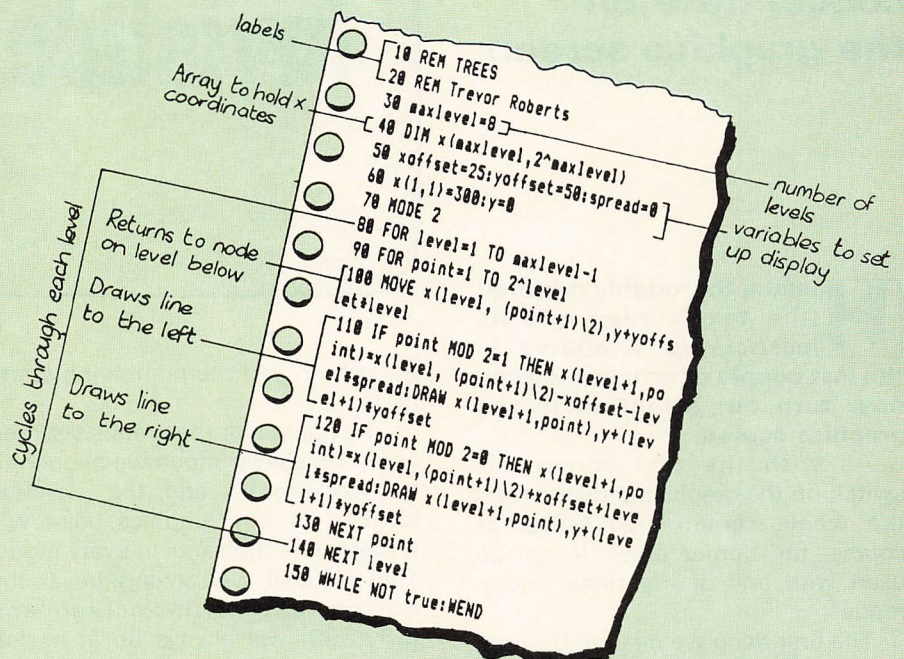 labels
Array to hold x
coordinates
cycles through each level
Returns to node
on level below
Draws line
to the left
Draws line
to the right
10 REM TREES
20 REM Trevor Roberts
30 maxlevel=8
40 DIM x(maxlevel,2^maxlevel)
50 xoffset=25:yoffset=50:spread=0
60 x(1,1)=300:y=0
70 MODE 2
80 FOR level=1 TO maxlevel-1
90 FOR point=1 TO 2^level
100 MOVE x(level, (point+1)\2),y+yoffs
et*level
110 IF point MOD 2=1 THEN x(level+1,po
int)=x(level, (point+1)\2)-xoffset-lev
el*spread:DRAW x(level+1,point),y+(lev
el+1)*yoffset
120 IF point MOD 2=0 THEN x(level+1,po
int)=x(level,(point+1)\2)+xoffset+leve
l*spread:DRAW x(level+1,point),y+(leve
l+1)*yoffset
130 NEXT point
140 NEXT level
150 WHILE NOT true:WEND
number of
levels
variables to set
up display